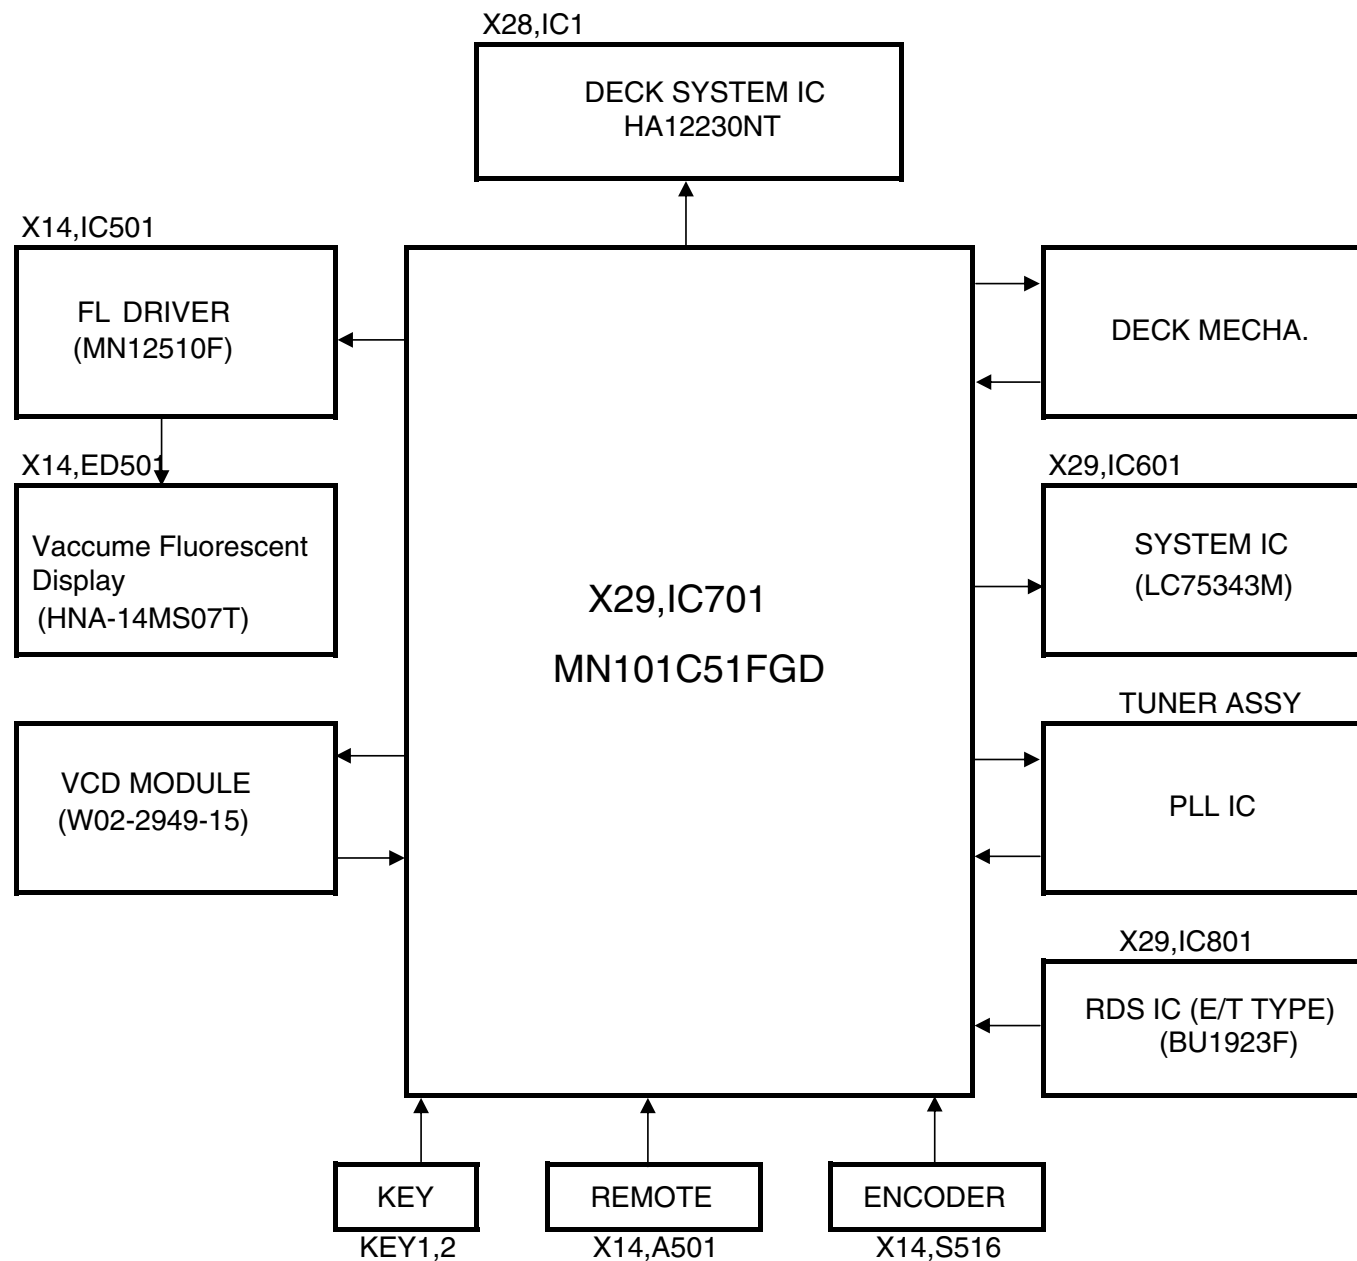 X28,IC1
DECK SYSTEM IC
HA12230NT
X14,IC501
FL DRIVER
(MN12510F)
DECK MECHA.
X14,ED501
Vaccume Fluorescent
Display
(HNA-14MS07T)
X29,IC601
SYSTEM IC
(LC75343M)
X29,IC701
MN101C51FGD
VCD MODULE
(W02-2949-15)
TUNER ASSY
PLL IC
X29,IC801
RDS IC (E/T TYPE)
(BU1923F)
KEY
KEY1,2
REMOTE
X14,A501
ENCODER
X14,S516